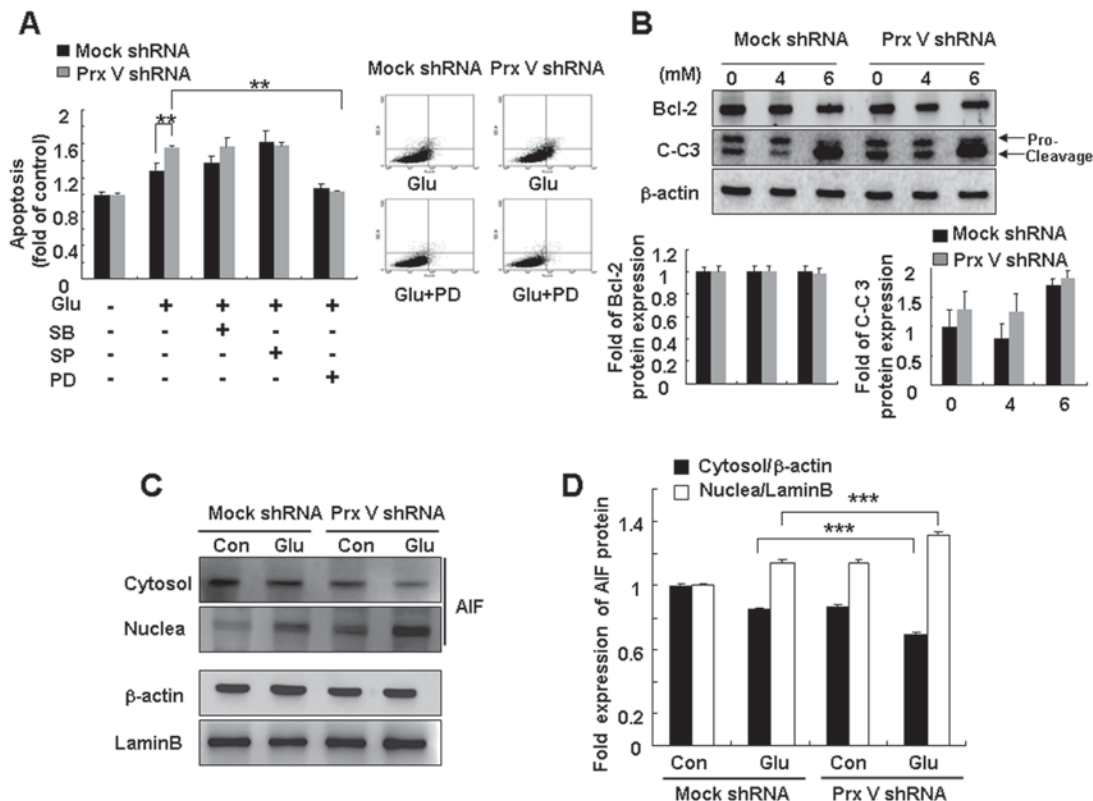 A
Mock shRNA
Prx V shRNA
**
**
Apoptosis
(fold of control)
2
1.6
1.4
1.0
0.6
0
Glu - + + + +
SB - - + - -
SP - - - + -
PD - - - - +
Mock shRNA Prx V shRNA
Glu Glu
Glu+PD Glu+PD
B
Mock shRNA Prx V shRNA
(mM) 0 4 6 0 4 6
Bcl-2
C-C3
Pro-
Cleavage
β-actin
Fold of Bcl-2
protein expression
1.2
1
0.8
0.6
0.4
0.2
0
Mock shRNA
Prx V shRNA
Fold of C-C 3
protein expression
2
1.5
1
0.5
0
0 4 6
C
Mock shRNA Prx V shRNA
Con Glu Con Glu
Cytosol
Nuclea
AIF
β-actin
LaminB
D
Cytosol/β-actin
Nuclea/LaminB
***
***
Fold expression of AIF protein
1.4
1
0.6
0.2
0
Con Glu Con Glu
Mock shRNA Prx V shRNA